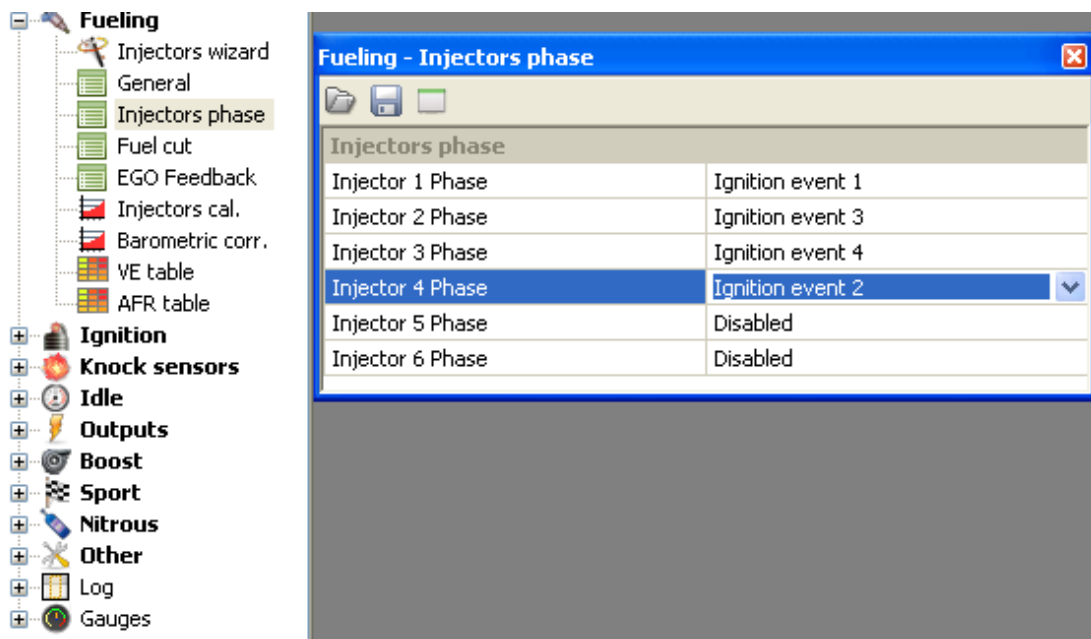 Fueling
Injectors wizard
General
Injectors phase
Fuel cut
EGO Feedback
Injectors cal.
Barometric corr.
VE table
AFR table
Ignition
Knock sensors
Idle
Outputs
Boost
Sport
Nitrous
Other
Log
Gauges
Fueling - Injectors phase
Injectors phase
Injector 1 Phase Ignition event 1
Injector 2 Phase Ignition event 3
Injector 3 Phase Ignition event 4
Injector 4 Phase Ignition event 2
Injector 5 Phase Disabled
Injector 6 Phase Disabled